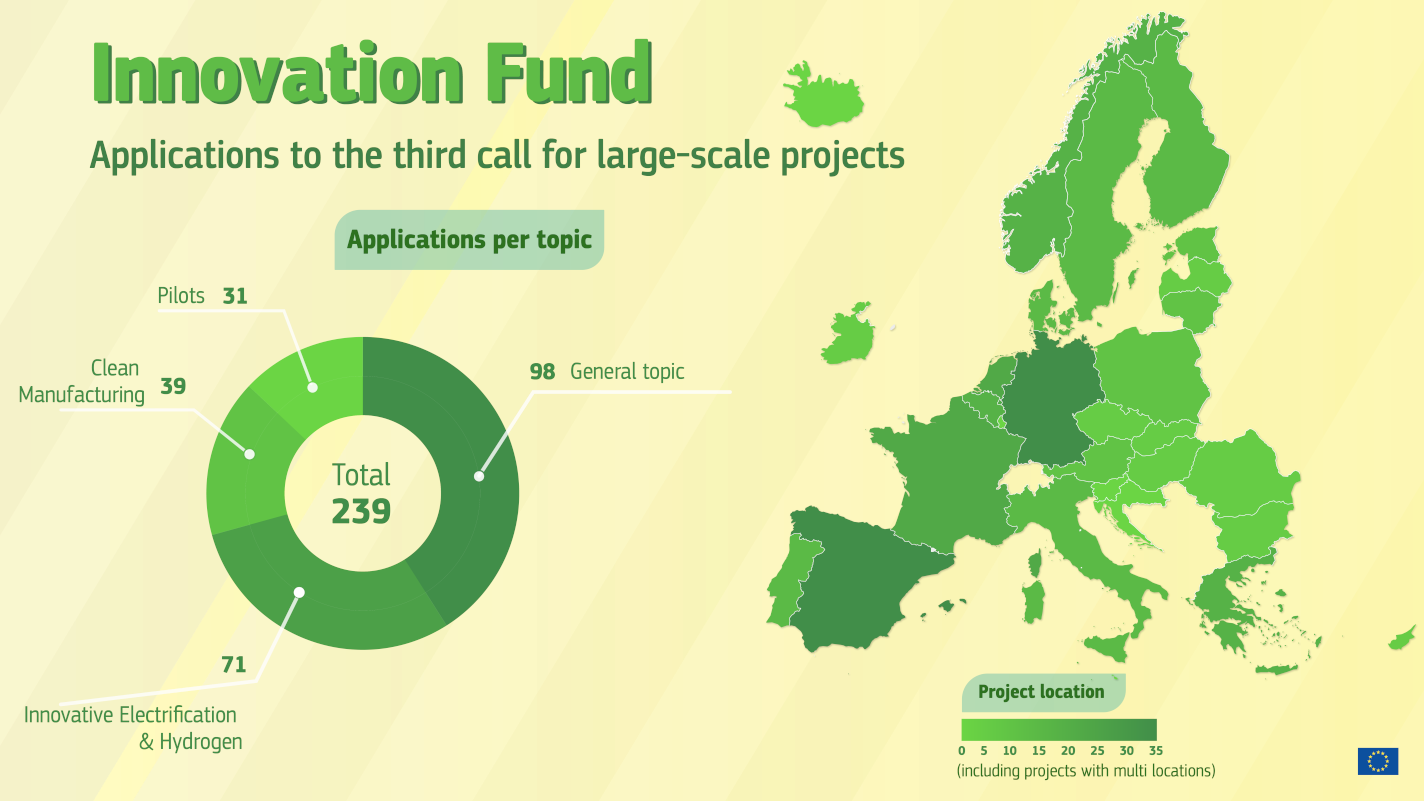 Innovation Fund
Applications to the third call for large-scale projects
Applications per topic
Pilots 31
Clean
Manufacturing 39
98 General topic
Total
239
71
Innovative Electrification
& Hydrogen
Project location
0 5 10 15 20 25 30 35
(including projects with multi locations)